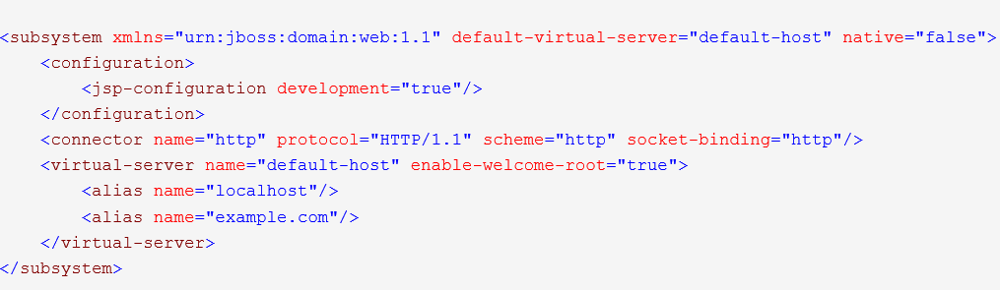 <subsystem xmlns="urn:jboss:domain:web:1.1" default-virtual-server="default-host" native="false">
    <configuration>
        <jsp-configuration development="true"/>
    </configuration>
    <connector name="http" protocol="HTTP/1.1" scheme="http" socket-binding="http"/>
    <virtual-server name="default-host" enable-welcome-root="true">
        <alias name="localhost"/>
        <alias name="example.com"/>
    </virtual-server>
</subsystem>